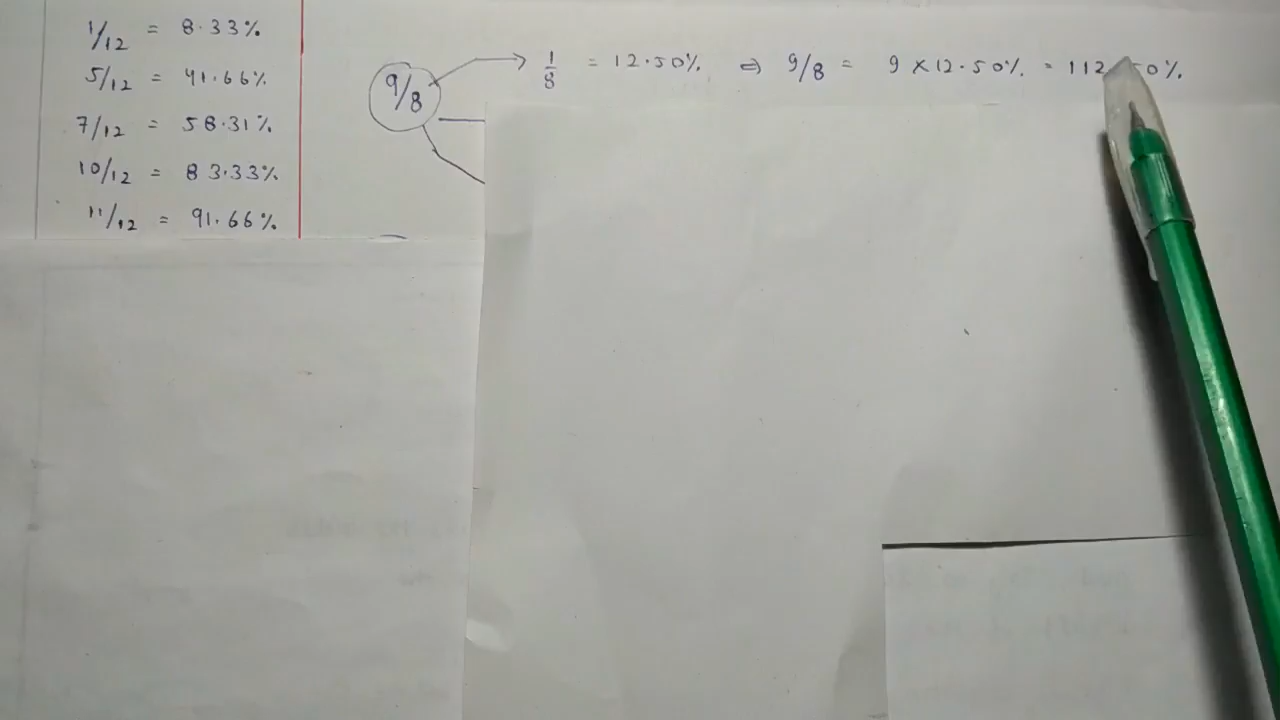 1/12 = 8.33%
5/12 = 41.66%
7/12 = 58.31%
10/12 = 83.33%
11/12 = 91.66%
9/8 → 1/8 = 12.50% ⇒ 9/8 = 9 × 12.50% = 112.50%